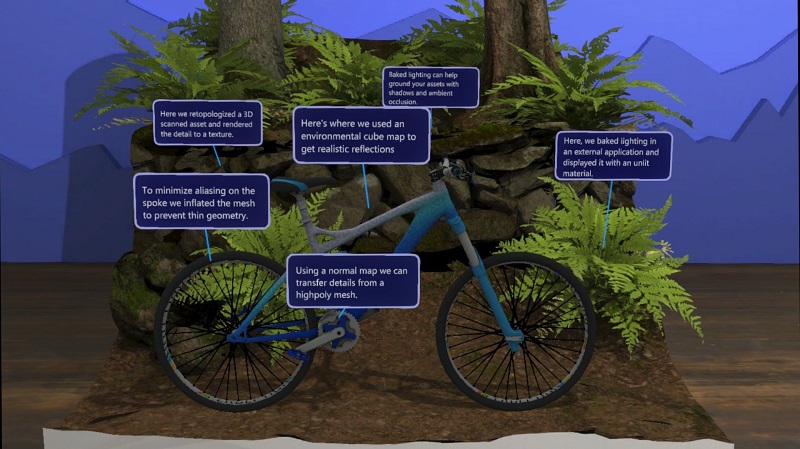 Baked lighting can help
ground your assets with
shadows and ambient
occlusion.
Here we retopologized a 3D
scanned asset and rendered
the detail to a texture.
Here's where we used an
environmental cube map to
get realistic reflections
Here, we baked lighting in
an external application and
displayed it with an unlit
material.
To minimize aliasing on the
spoke we inflated the mesh
to prevent thin geometry.
Using a normal map we can
transfer details from a
highpoly mesh.